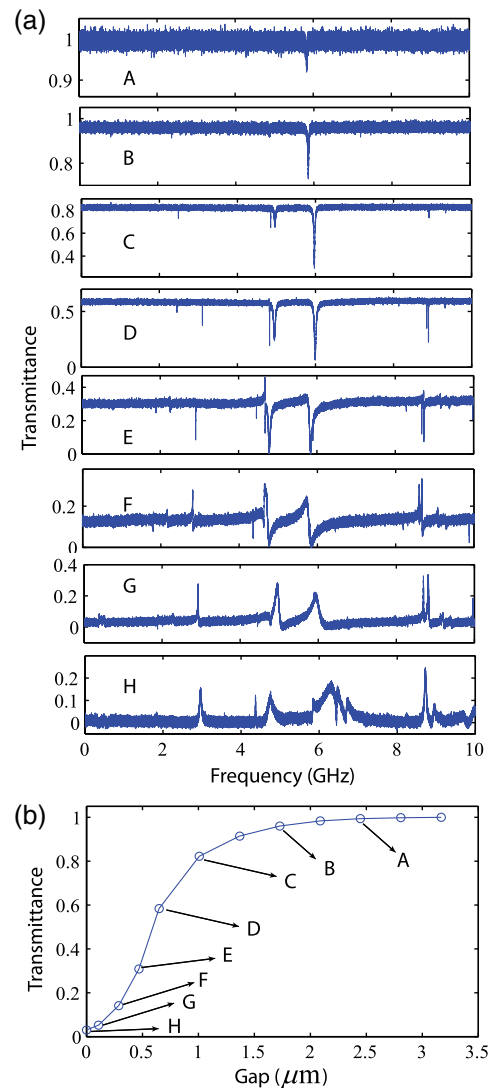 (a)
1
0.9
A
1
0.8
B
0.8
0.6
0.4
C
0.5
0
D
0.4
0.2
0
E
0.2
0
F
0.4
0.2
0
G
0.2
0.1
0
H
0 2 4 6 8 10
Frequency (GHz)
Transmittance
(b)
1.0
0.8
0.6
0.4
0.2
0
Transmittance
A
B
C
D
E
F
G
H
0 0.5 1 1.5 2 2.5 3 3.5
Gap (μm)